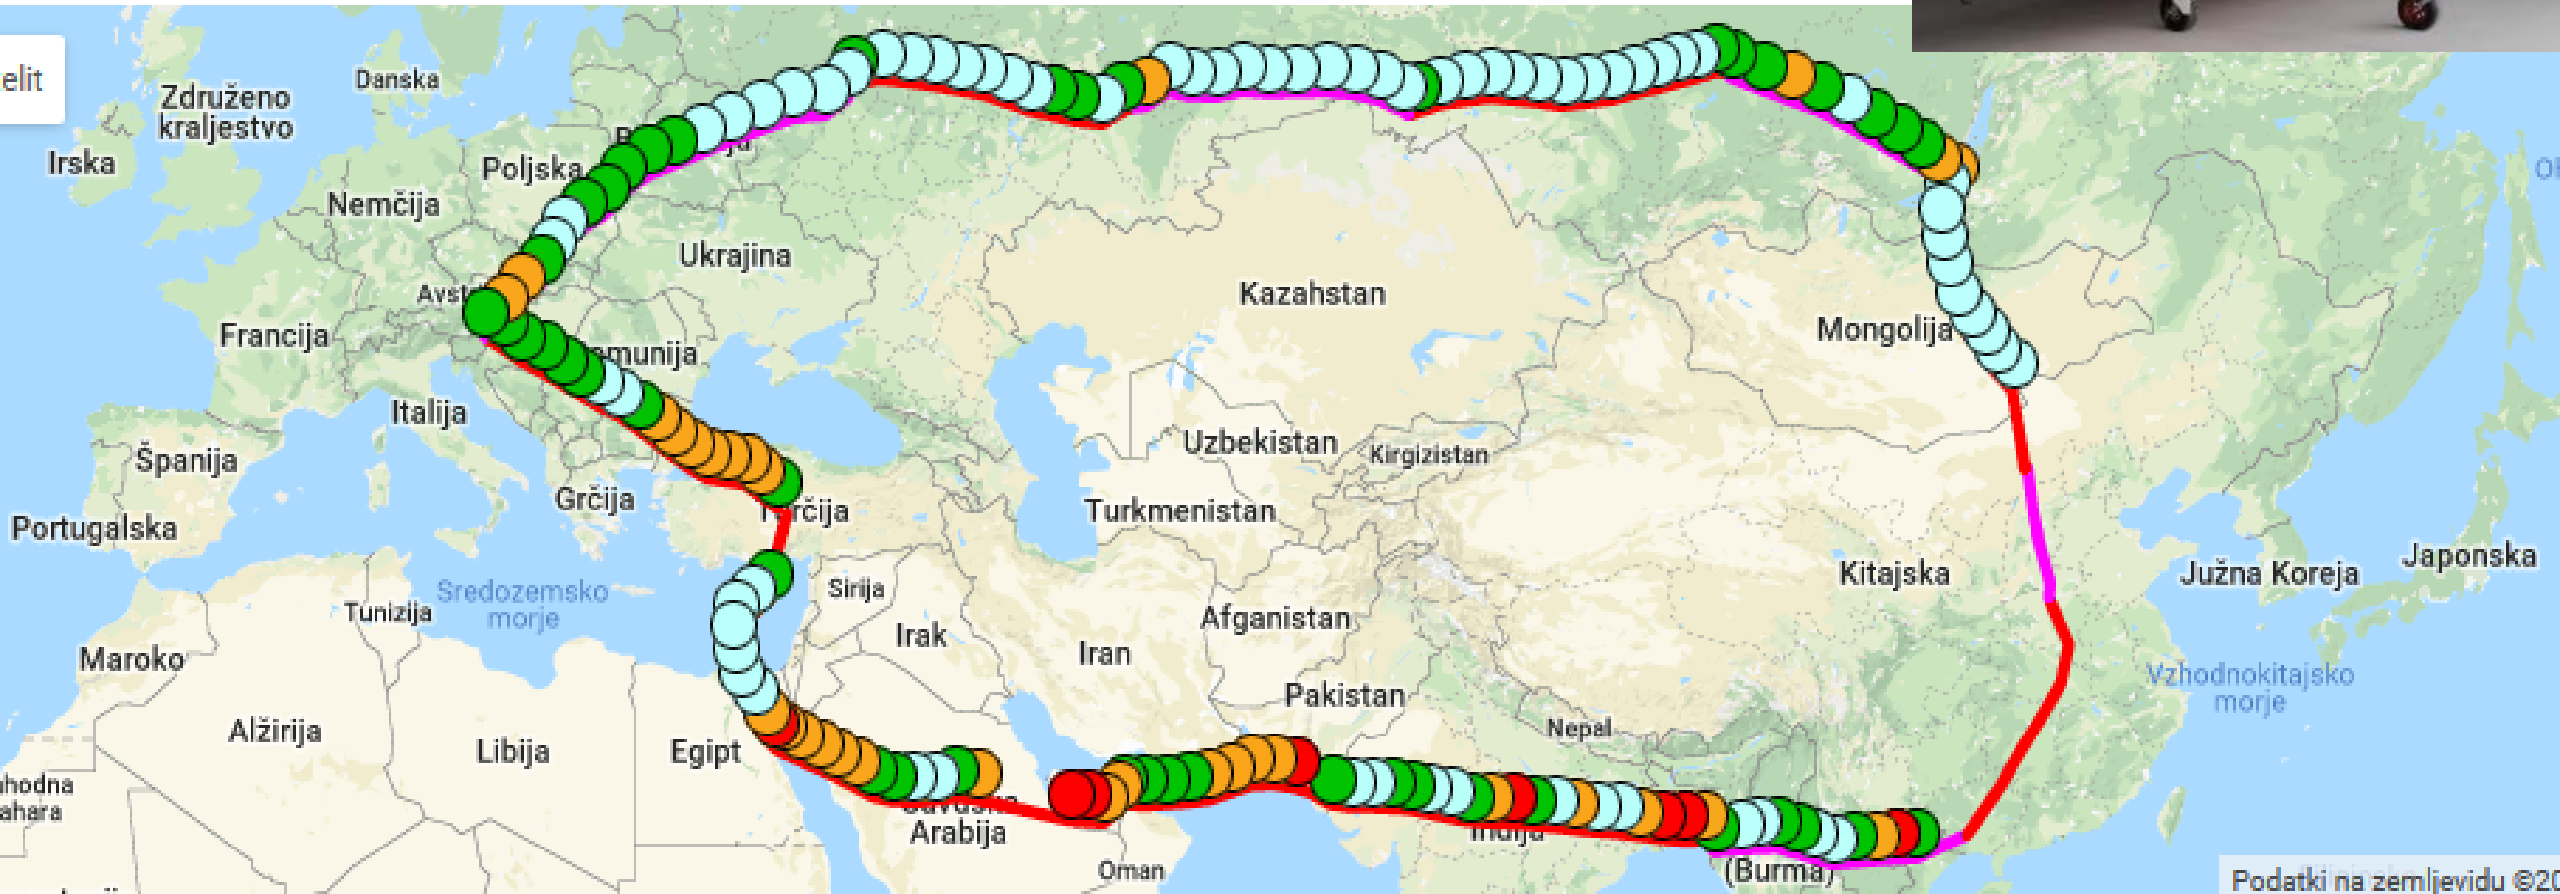 elit
Danska
Združeno
kraljestvo
Irska
Poljska
Nemčija
Ukrajina
Kazahstan
Francija
Mongolija
Italija
Uzbekistan
Kirgizistan
Španija
Grčija
Turkmenistan
Portugalska
Kitajska
Južna Koreja
Japonska
Sirija
Sredozemsko
morje
Tunizija
Afganistan
Irak
Iran
Maroko
Pakistan
Vzhodnokitajsko
morje
Nepal
Alžirija
Libija
Egipt
Arabija
Oman
(Burma)
Podatki na zemljevidu ©20